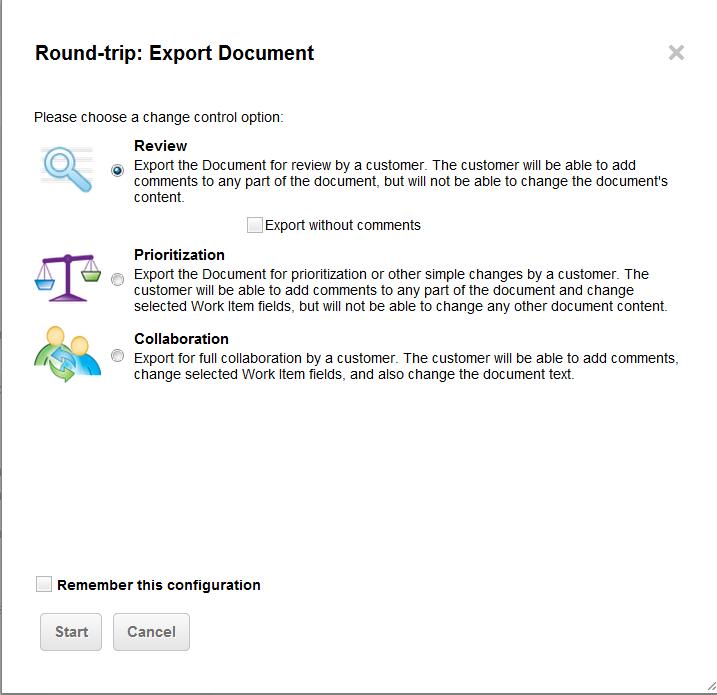 Round-trip: Export Document
Please choose a change control option:
Review
Export the Document for review by a customer. The customer will be able to add
comments to any part of the document, but will not be able to change the document's
content.
Export without comments
Prioritization
Export the Document for prioritization or other simple changes by a customer. The
customer will be able to add comments to any part of the document and change
selected Work Item fields, but will not be able to change any other document content.
Collaboration
Export for full collaboration by a customer. The customer will be able to add comments,
change selected Work Item fields, and also change the document text.
Remember this configuration
Start Cancel